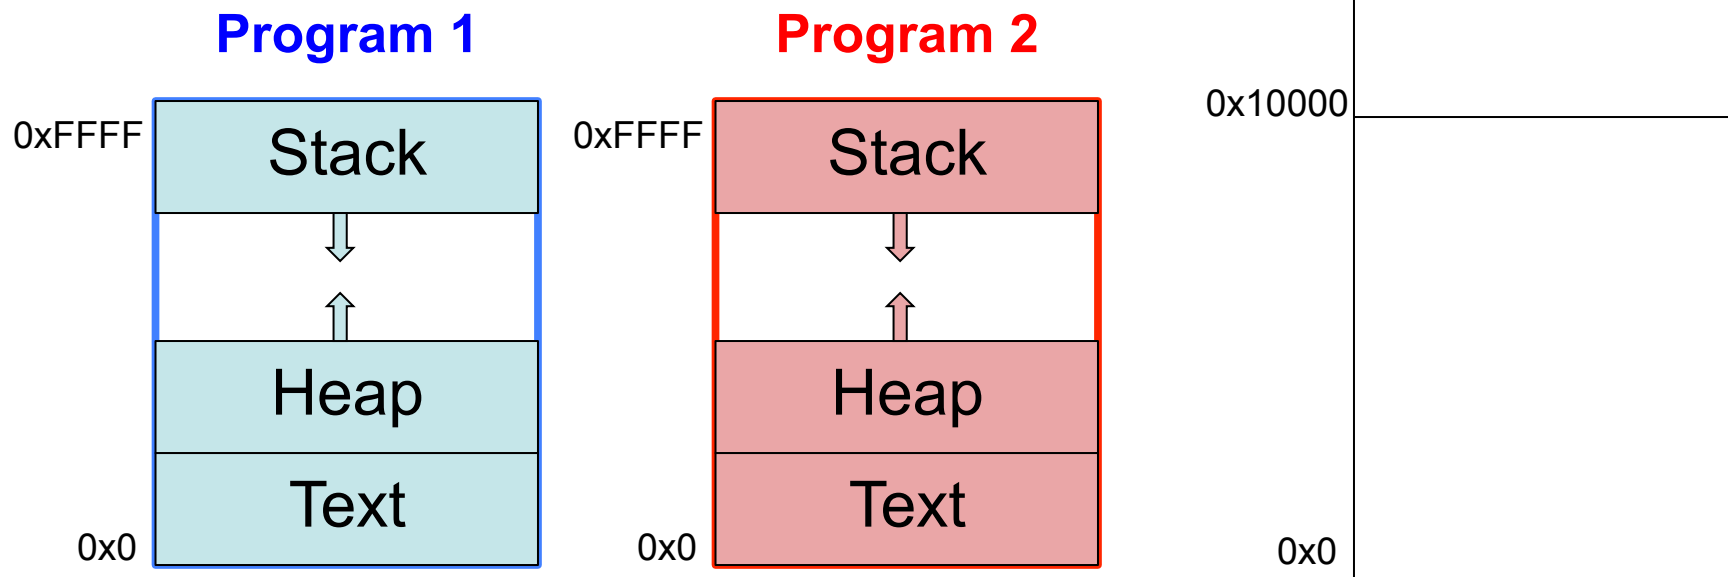 Program 1
0xFFFF
Stack
Heap
Text
0x0
Program 2
0xFFFF
Stack
Heap
Text
0x0
0x10000
0x0